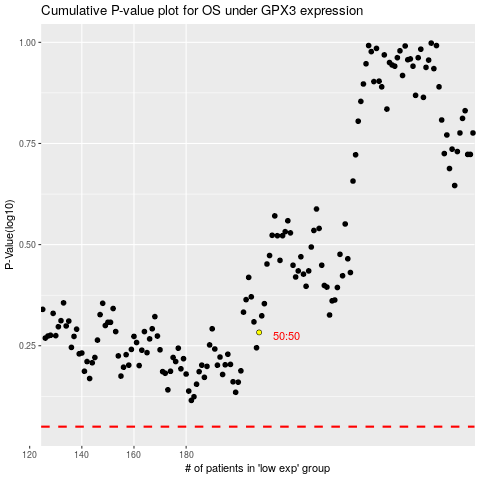 Cumulative P-value plot for OS under GPX3 expression
1.00
0.75
0.50
0.25
P-Value(log10)
50:50
120 140 160 180
# of patients in 'low exp' group